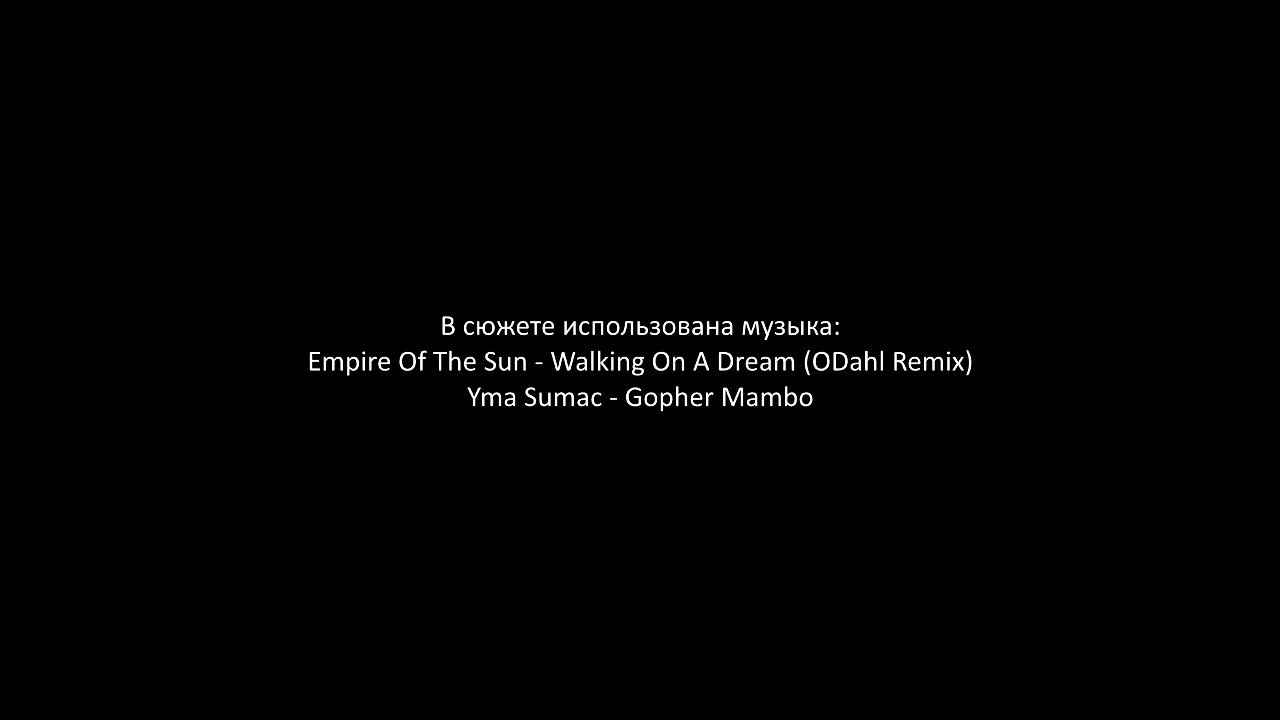 В сюжете использована музыка:
Empire Of The Sun - Walking On A Dream (ODahl Remix)
Yma Sumac - Gopher Mambo